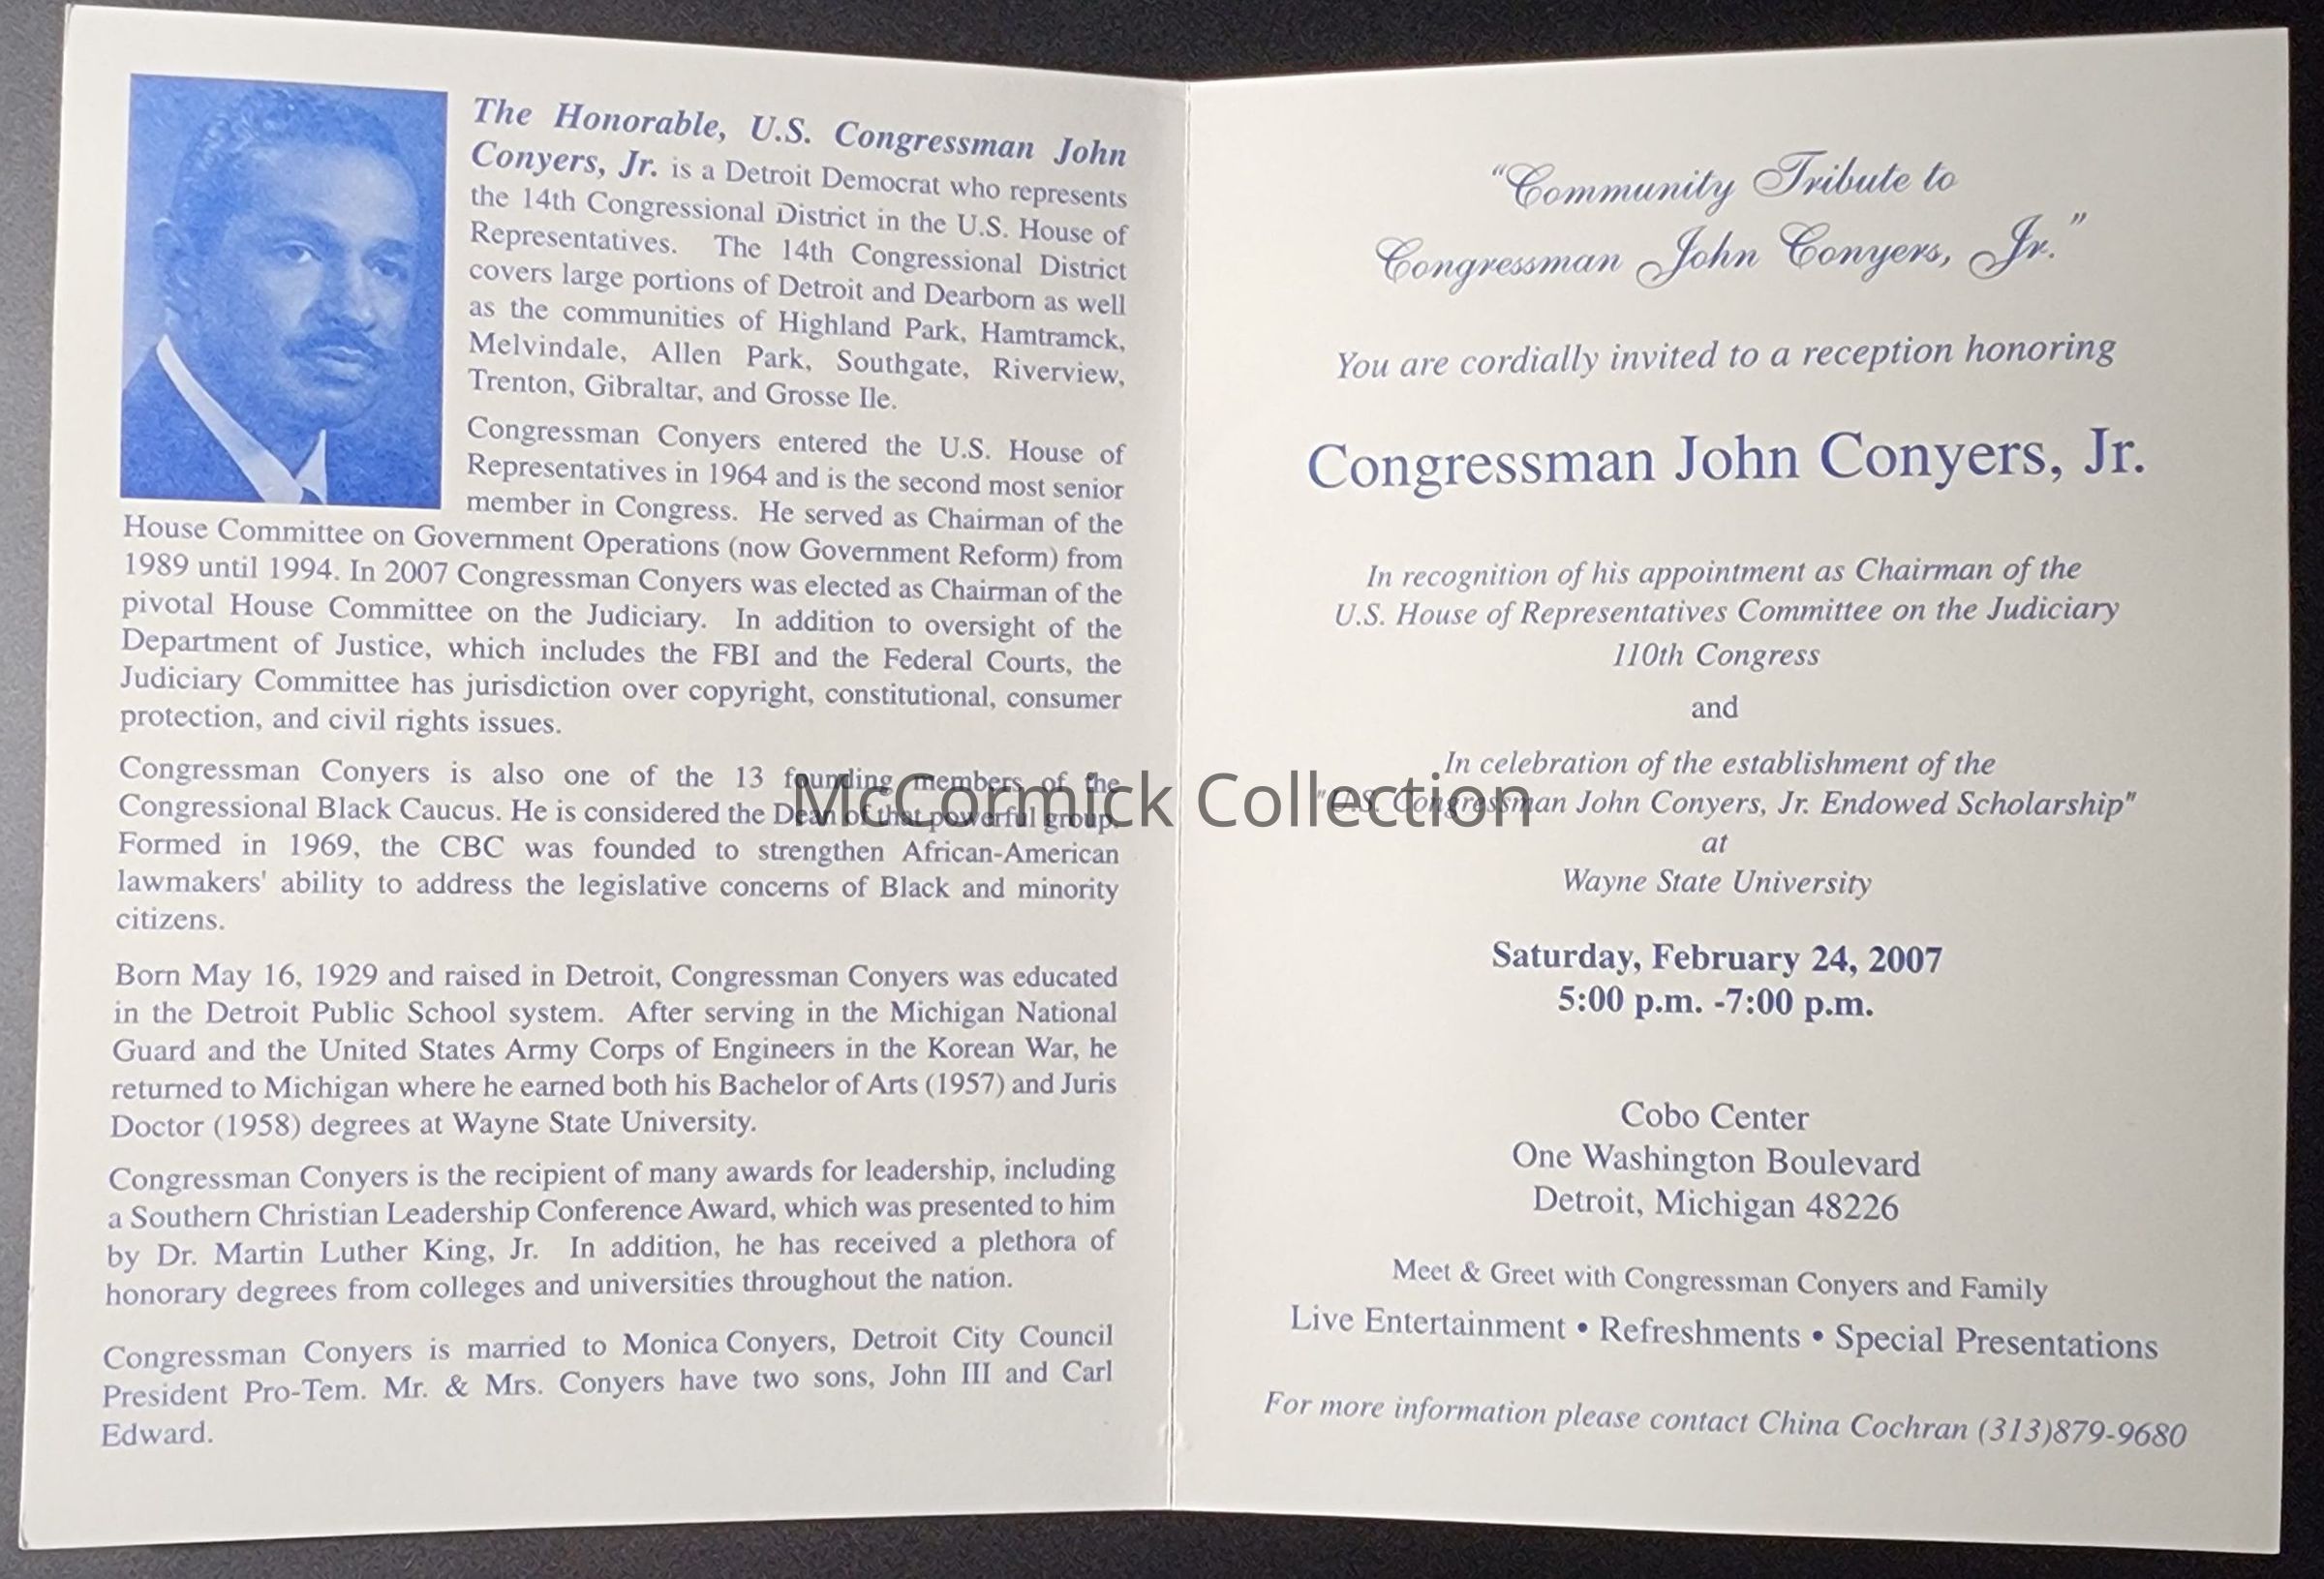 The Honorable, U.S. Congressman John
Conyers, Jr. is a Detroit Democrat who represents
the 14th Congressional District in the U.S. House of
Representatives. The 14th Congressional District
covers large portions of Detroit and Dearborn as well
as the communities of Highland Park, Hamtramck,
Melvindale, Allen Park, Southgate, Riverview,
Trenton, Gibraltar, and Grosse Ile.
Congressman Conyers entered the U.S. House of
Representatives in 1964 and is the second most senior
member in Congress. He served as Chairman of the
House Committee on Government Operations (now Government Reform) from
1989 until 1994. In 2007 Congressman Conyers was elected as Chairman of the
pivotal House Committee on the Judiciary. In addition to oversight of the
Department of Justice, which includes the FBI and the Federal Courts, the
Judiciary Committee has jurisdiction over copyright, constitutional, consumer
protection, and civil rights issues.
Congressman Conyers is also one of the 13 founding members of the
Congressional Black Caucus. He is considered the Dean of that powerful group.
Formed in 1969, the CBC was founded to strengthen African-American
lawmakers' ability to address the legislative concerns of Black and minority
citizens.
Born May 16, 1929 and raised in Detroit, Congressman Conyers was educated
in the Detroit Public School system. After serving in the Michigan National
Guard and the United States Army Corps of Engineers in the Korean War, he
returned to Michigan where he earned both his Bachelor of Arts (1957) and Juris
Doctor (1958) degrees at Wayne State University.
Congressman Conyers is the recipient of many awards for leadership, including
a Southern Christian Leadership Conference Award, which was presented to him
by Dr. Martin Luther King, Jr. In addition, he has received a plethora of
honorary degrees from colleges and universities throughout the nation.
Congressman Conyers is married to Monica Conyers, Detroit City Council
President Pro-Tem. Mr. & Mrs. Conyers have two sons, John III and Carl
Edward.
"Community Tribute to
Congressman John Conyers, Jr."
You are cordially invited to a reception honoring
Congressman John Conyers, Jr.
In recognition of his appointment as Chairman of the
U.S. House of Representatives Committee on the Judiciary
110th Congress
and
In celebration of the establishment of the
"U.S. Congressman John Conyers, Jr. Endowed Scholarship"
at
Wayne State University
Saturday, February 24, 2007
5:00 p.m. -7:00 p.m.
Cobo Center
One Washington Boulevard
Detroit, Michigan 48226
Meet & Greet with Congressman Conyers and Family
Live Entertainment • Refreshments • Special Presentations
For more information please contact China Cochran (313)879-9680
McCormick Collection